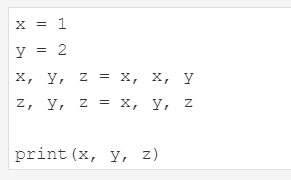 x = 1
y = 2
x, y, z = x, x, y
z, y, z = x, y, z
print(x, y, z)